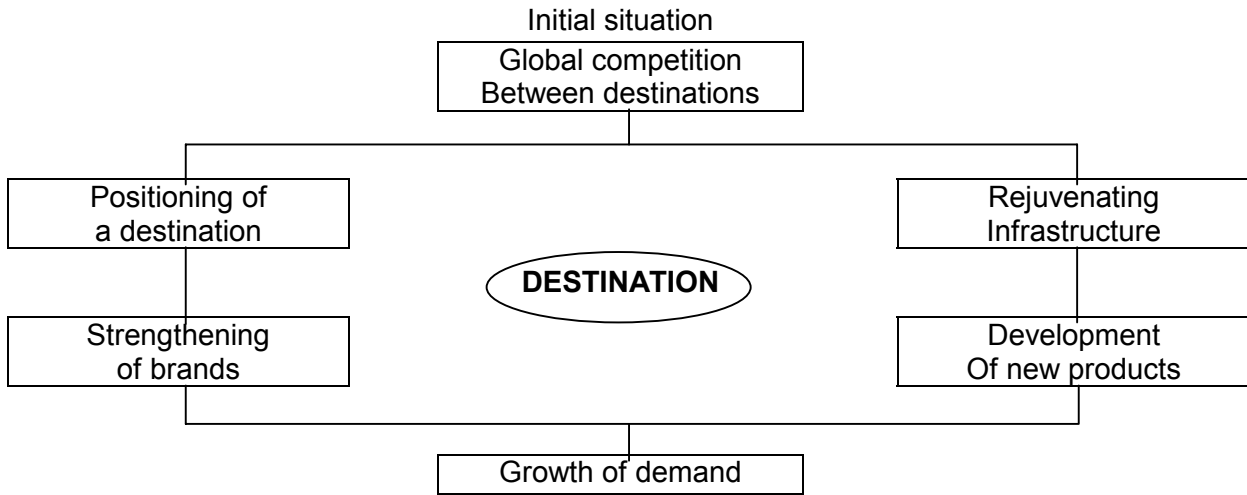 Initial situation
Global competition
Between destinations
Positioning of
a destination
Rejuvenating
Infrastructure
DESTINATION
Strengthening
of brands
Development
Of new products
Growth of demand